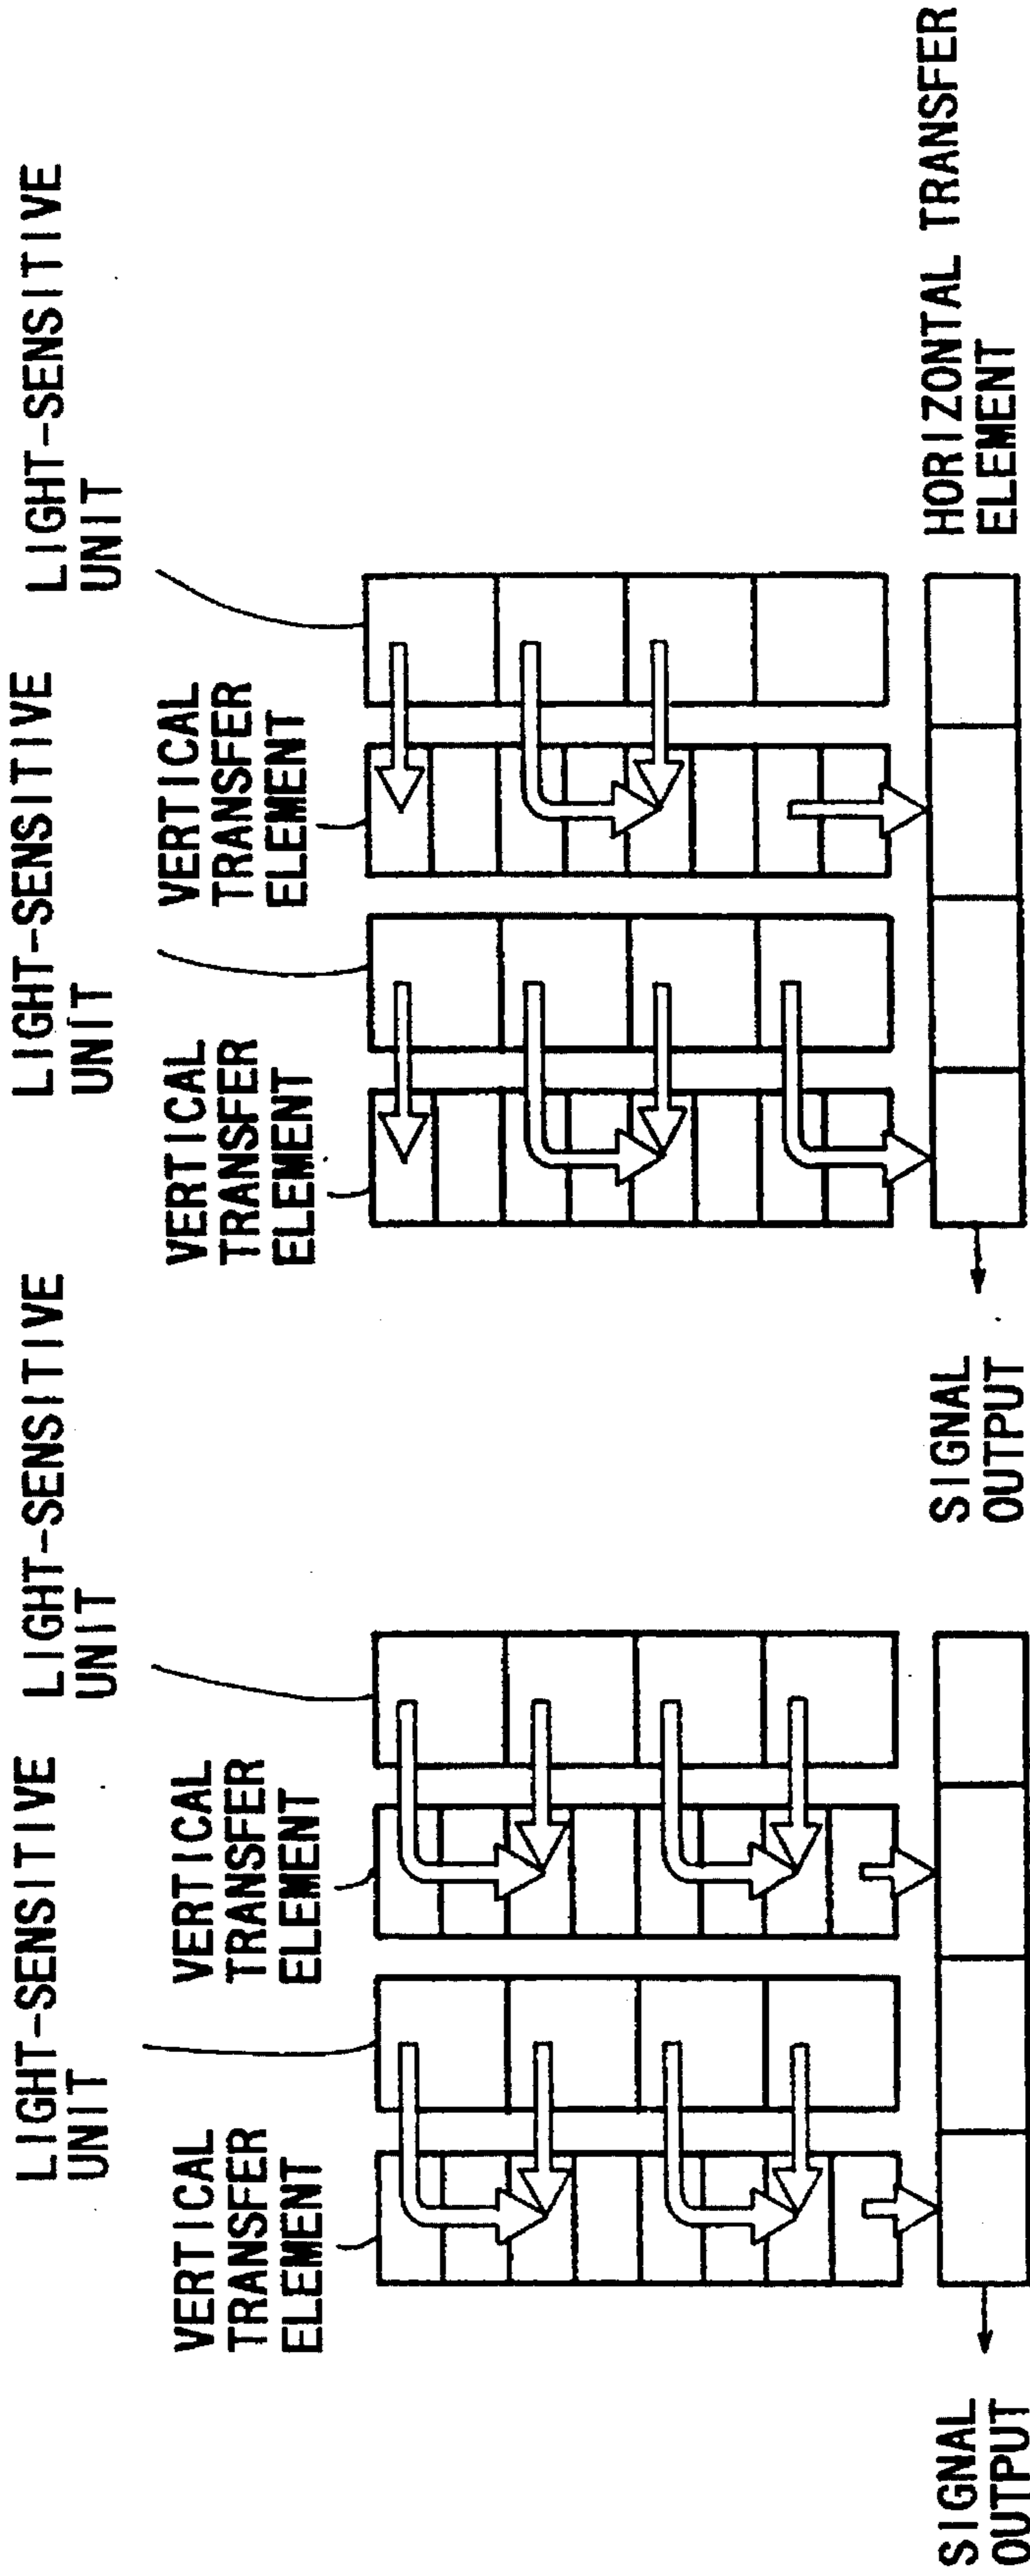 LIGHT-SENSITIVE
UNIT
LIGHT-SENSITIVE
UNIT
VERTICAL
TRANSFER
ELEMENT
VERTICAL
TRANSFER
ELEMENT
SIGNAL
OUTPUT
LIGHT-SENSITIVE
UNIT
LIGHT-SENSITIVE
UNIT
VERTICAL
TRANSFER
ELEMENT
VERTICAL
TRANSFER
ELEMENT
SIGNAL
OUTPUT
HORIZONTAL TRANSFER
ELEMENT